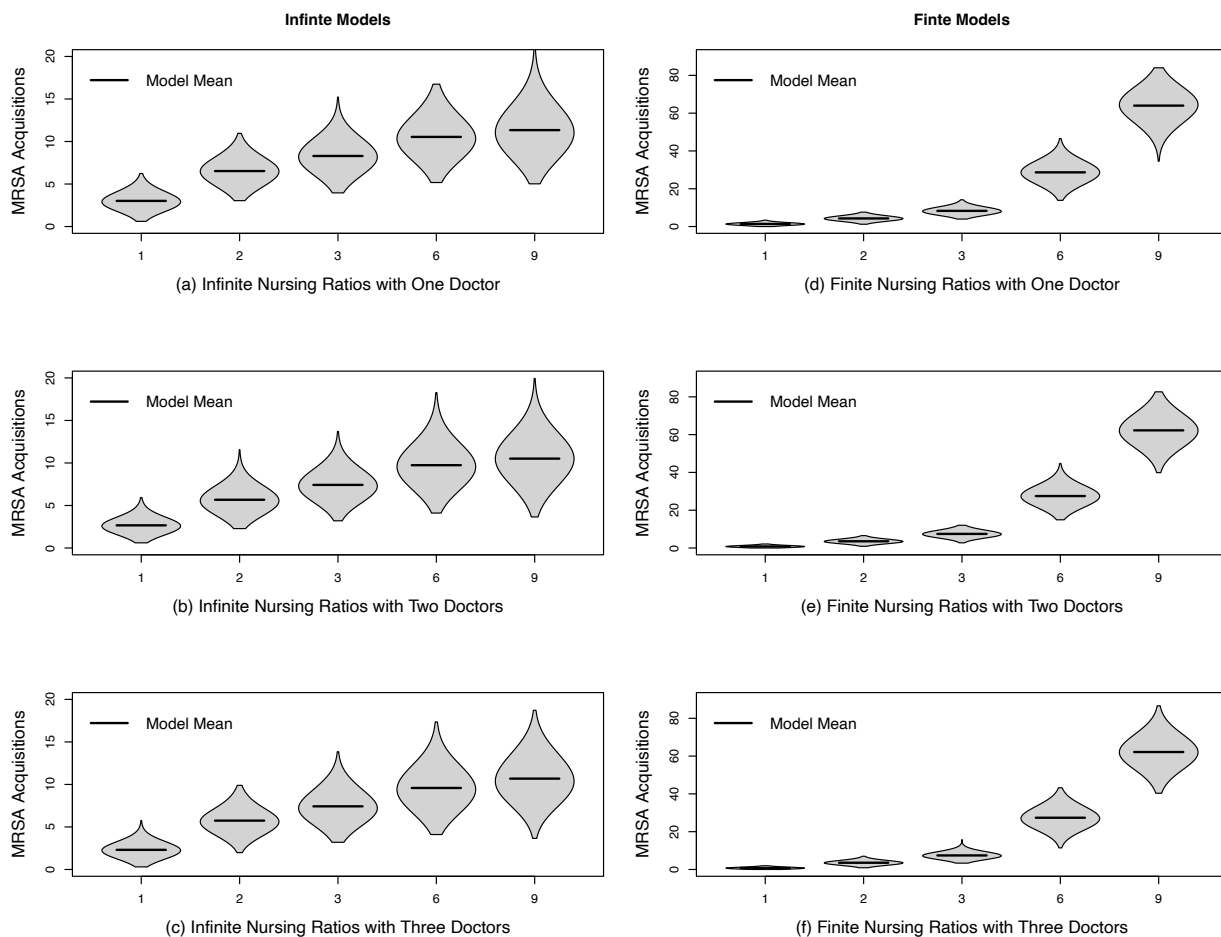 Infinte Models
MRSA Acquisitions
0 5 10 15 20
Model Mean
1 2 3 6 9
(a) Infinite Nursing Ratios with One Doctor
MRSA Acquisitions
0 5 10 15 20
Model Mean
1 2 3 6 9
(b) Infinite Nursing Ratios with Two Doctors
MRSA Acquisitions
0 5 10 15 20
Model Mean
1 2 3 6 9
(c) Infinite Nursing Ratios with Three Doctors
Finte Models
MRSA Acquisitions
0 20 40 60 80
Model Mean
1 2 3 6 9
(d) Finite Nursing Ratios with One Doctor
MRSA Acquisitions
0 20 40 60 80
Model Mean
1 2 3 6 9
(e) Finite Nursing Ratios with Two Doctors
MRSA Acquisitions
0 20 40 60 80
Model Mean
1 2 3 6 9
(f) Finite Nursing Ratios with Three Doctors